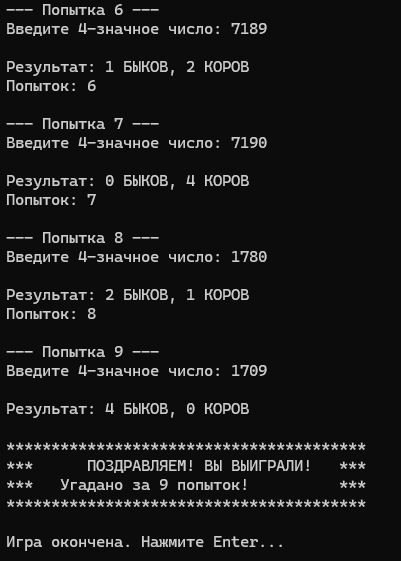 --- Попытка 6 ---
Введите 4-значное число: 7189
Результат: 1 БЫКОВ, 2 КОРОВ
Попыток: 6
--- Попытка 7 ---
Введите 4-значное число: 7190
Результат: 0 БЫКОВ, 4 КОРОВ
Попыток: 7
--- Попытка 8 ---
Введите 4-значное число: 1780
Результат: 2 БЫКОВ, 1 КОРОВ
Попыток: 8
--- Попытка 9 ---
Введите 4-значное число: 1709
Результат: 4 БЫКОВ, 0 КОРОВ
****************************************
***      ПОЗДРАВЛЯЕМ! ВЫ ВЫИГРАЛИ!   ***
***   Угадано за 9 попыток!          ***
****************************************
Игра окончена. Нажмите Enter...